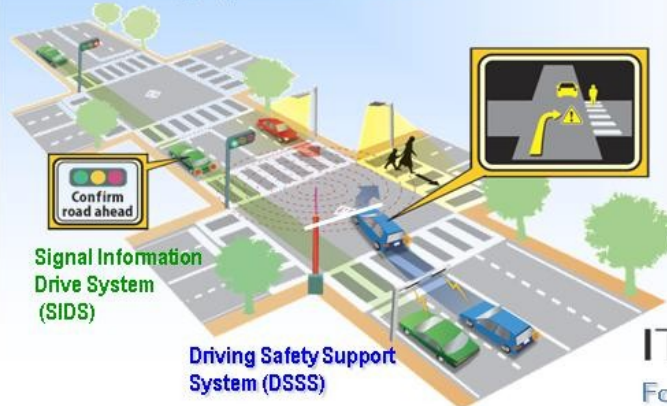 Confirm
road ahead
Signal Information
Drive System
(SIDS)
Driving Safety Support
System (DSSS)